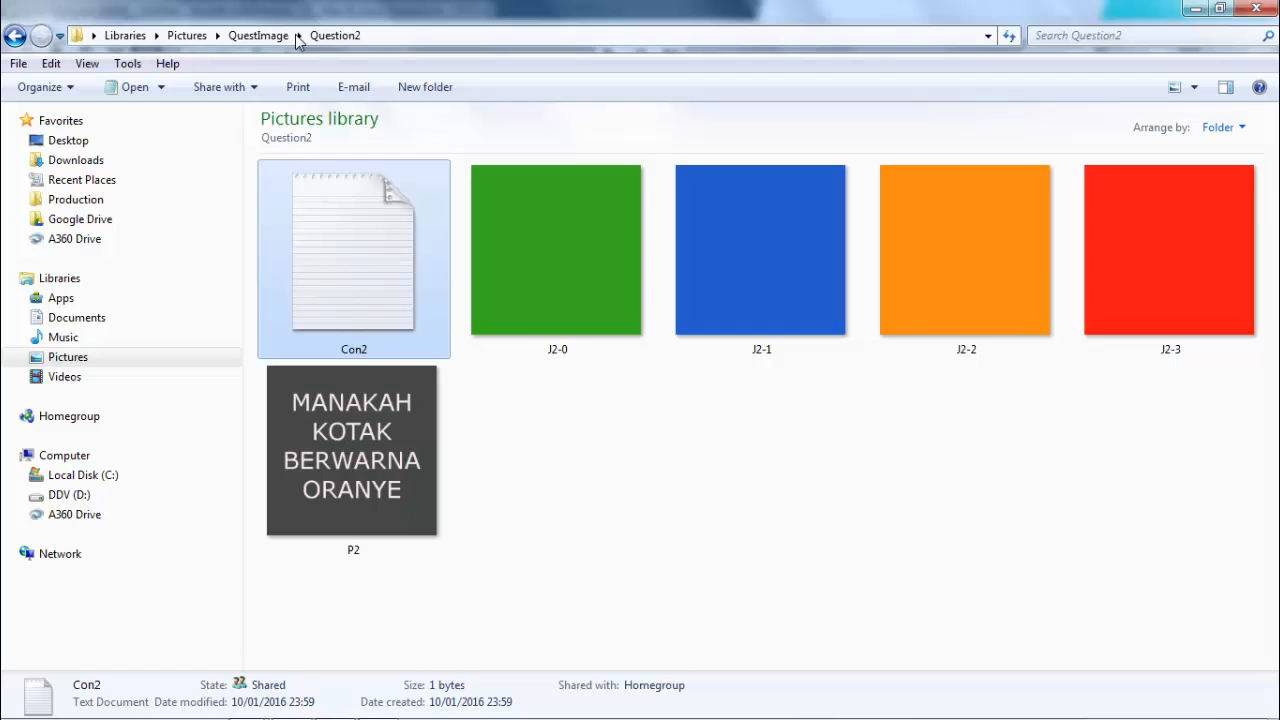 Libraries Pictures QuestImage Question2
Search Question2
File Edit View Tools Help
Organize Open Share with Print E-mail New folder
Favorites
Desktop
Downloads
Recent Places
Production
Google Drive
A360 Drive
Libraries
Apps
Documents
Music
Pictures
Videos
Homegroup
Computer
Local Disk (C:)
DDV (D:)
A360 Drive
Network
Pictures library
Question2
Arrange by: Folder
Con2 J2-0 J2-1 J2-2 J2-3
MANAKAH
KOTAK
BERWARNA
ORANYE
P2
Con2 State: Shared Size: 1 bytes Shared with: Homegroup
Text Document Date modified: 10/01/2016 23:59 Date created: 10/01/2016 23:59